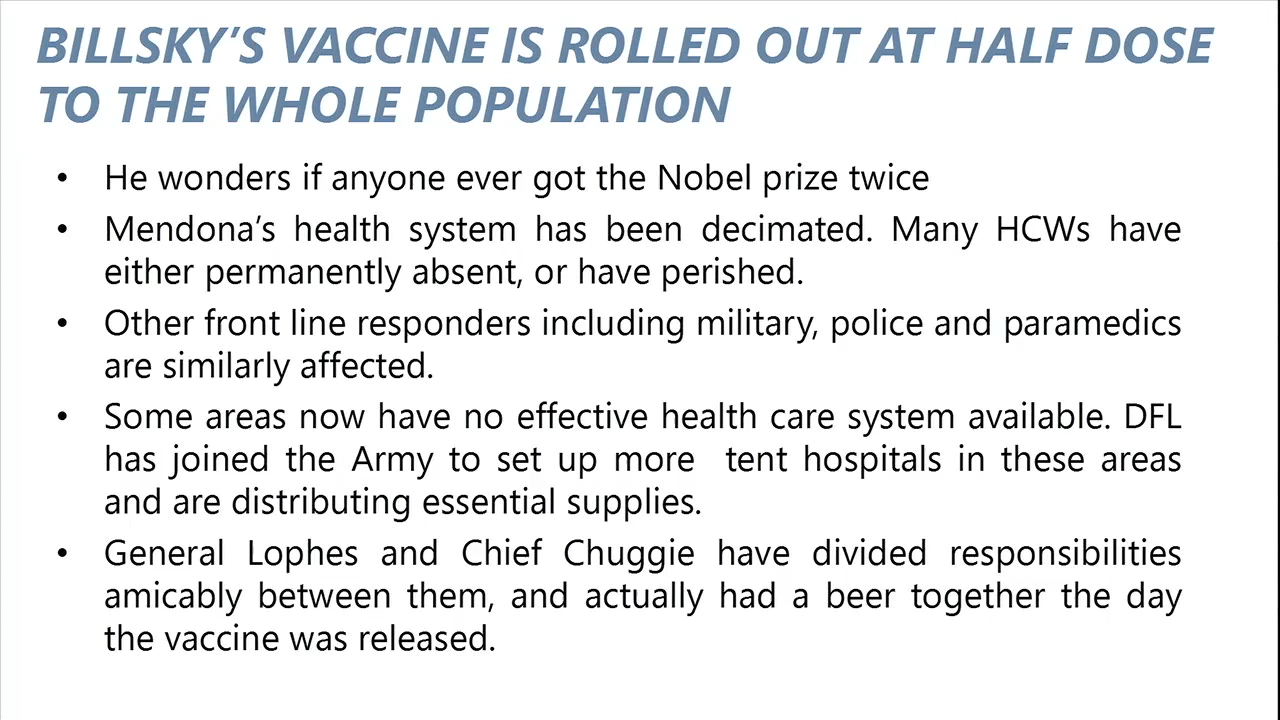 BILLSKY’S VACCINE IS ROLLED OUT AT HALF DOSE
TO THE WHOLE POPULATION
• He wonders if anyone ever got the Nobel prize twice
• Mendona’s health system has been decimated. Many HCWs have
either permanently absent, or have perished.
• Other front line responders including military, police and paramedics
are similarly affected.
• Some areas now have no effective health care system available. DFL
has joined the Army to set up more tent hospitals in these areas
and are distributing essential supplies.
• General Lophes and Chief Chuggie have divided responsibilities
amicably between them, and actually had a beer together the day
the vaccine was released.